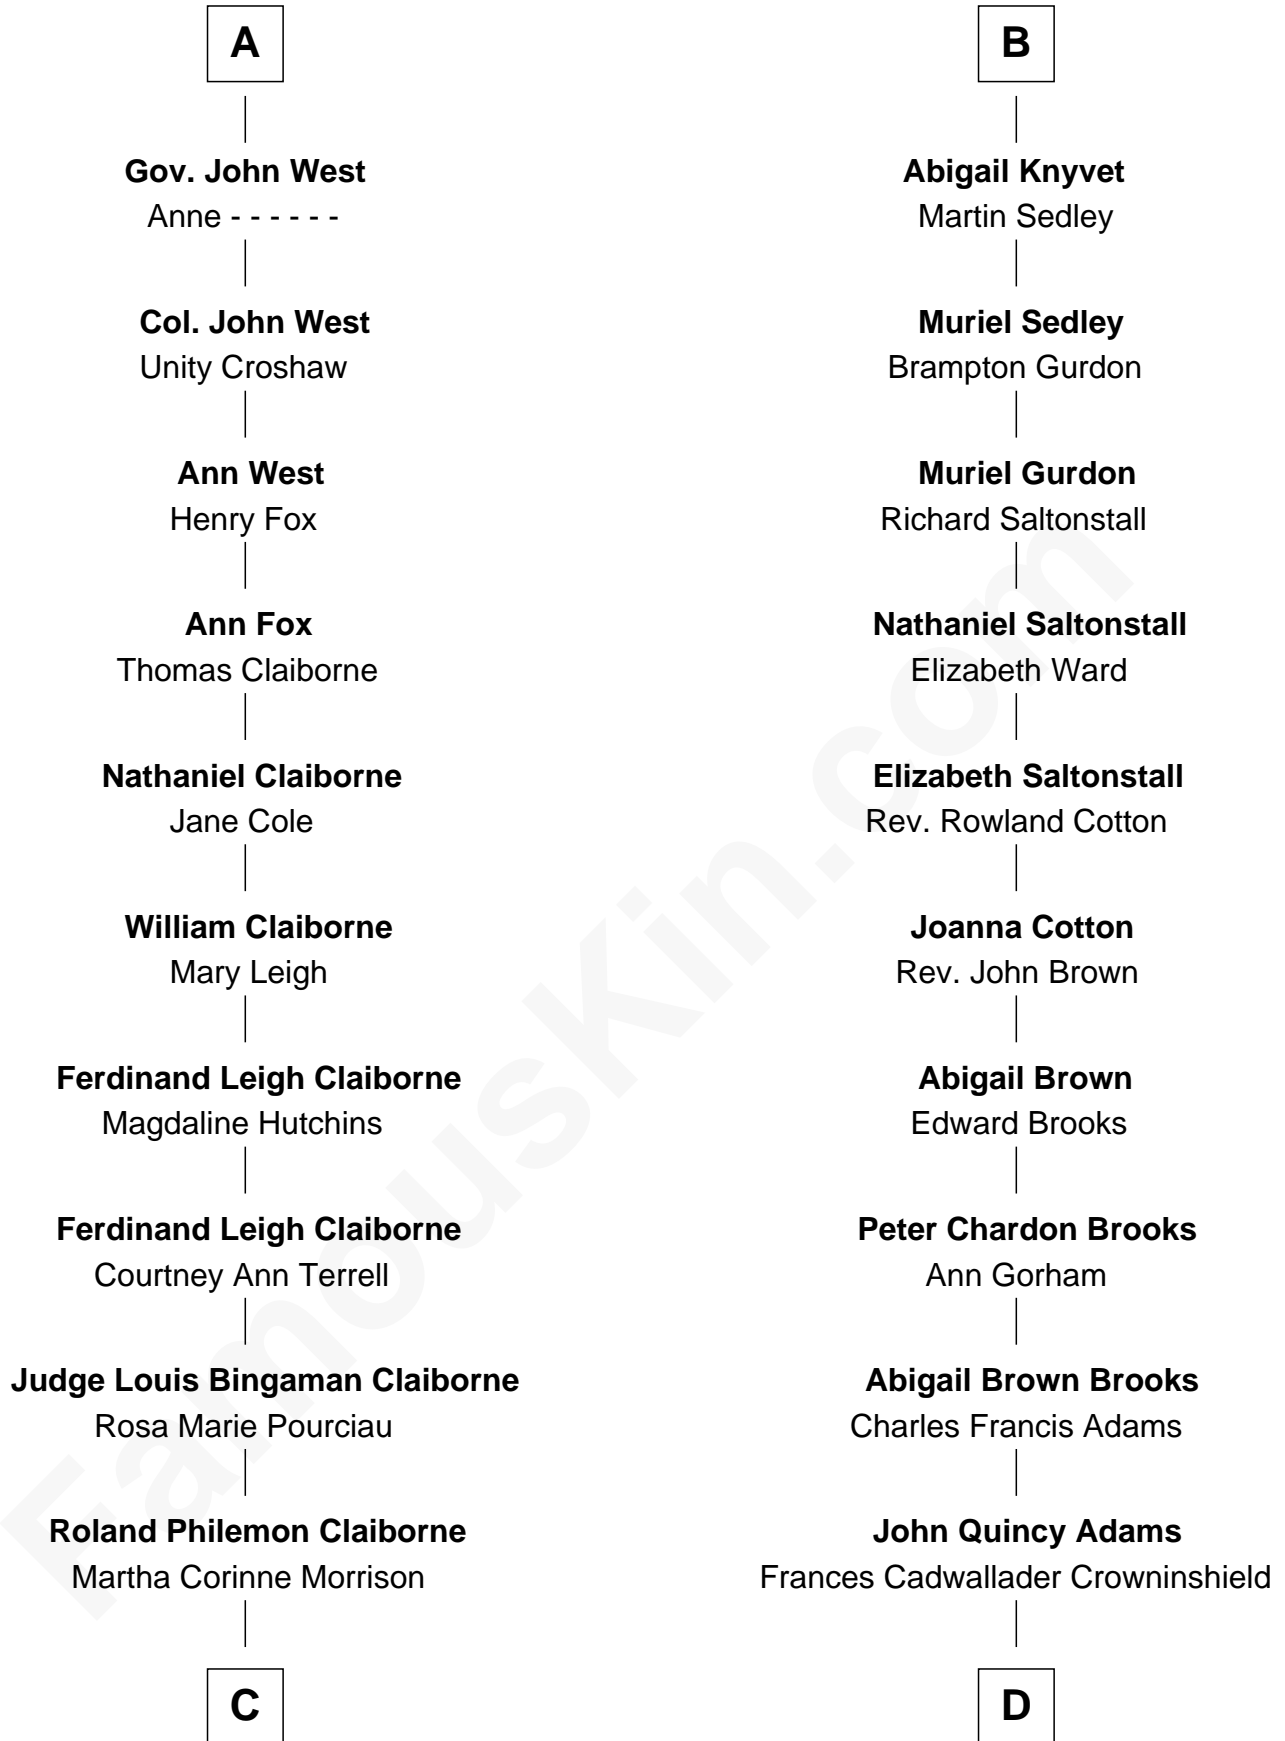 A
Gov. John West
Anne - - - - - -
Col. John West
Unity Croshaw
Ann West
Henry Fox
Ann Fox
Thomas Claiborne
Nathaniel Claiborne
Jane Cole
William Claiborne
Mary Leigh
Ferdinand Leigh Claiborne
Magdaline Hutchins
Ferdinand Leigh Claiborne
Courtney Ann Terrell
Judge Louis Bingaman Claiborne
Rosa Marie Pourciau
Roland Philemon Claiborne
Martha Corinne Morrison
C
B
Abigail Knyvet
Martin Sedley
Muriel Sedley
Brampton Gurdon
Muriel Gurdon
Richard Saltonstall
Nathaniel Saltonstall
Elizabeth Ward
Elizabeth Saltonstall
Rev. Rowland Cotton
Joanna Cotton
Rev. John Brown
Abigail Brown
Edward Brooks
Peter Chardon Brooks
Ann Gorham
Abigail Brown Brooks
Charles Francis Adams
John Quincy Adams
Frances Cadwallader Crowninshield
D
FamousKin.com